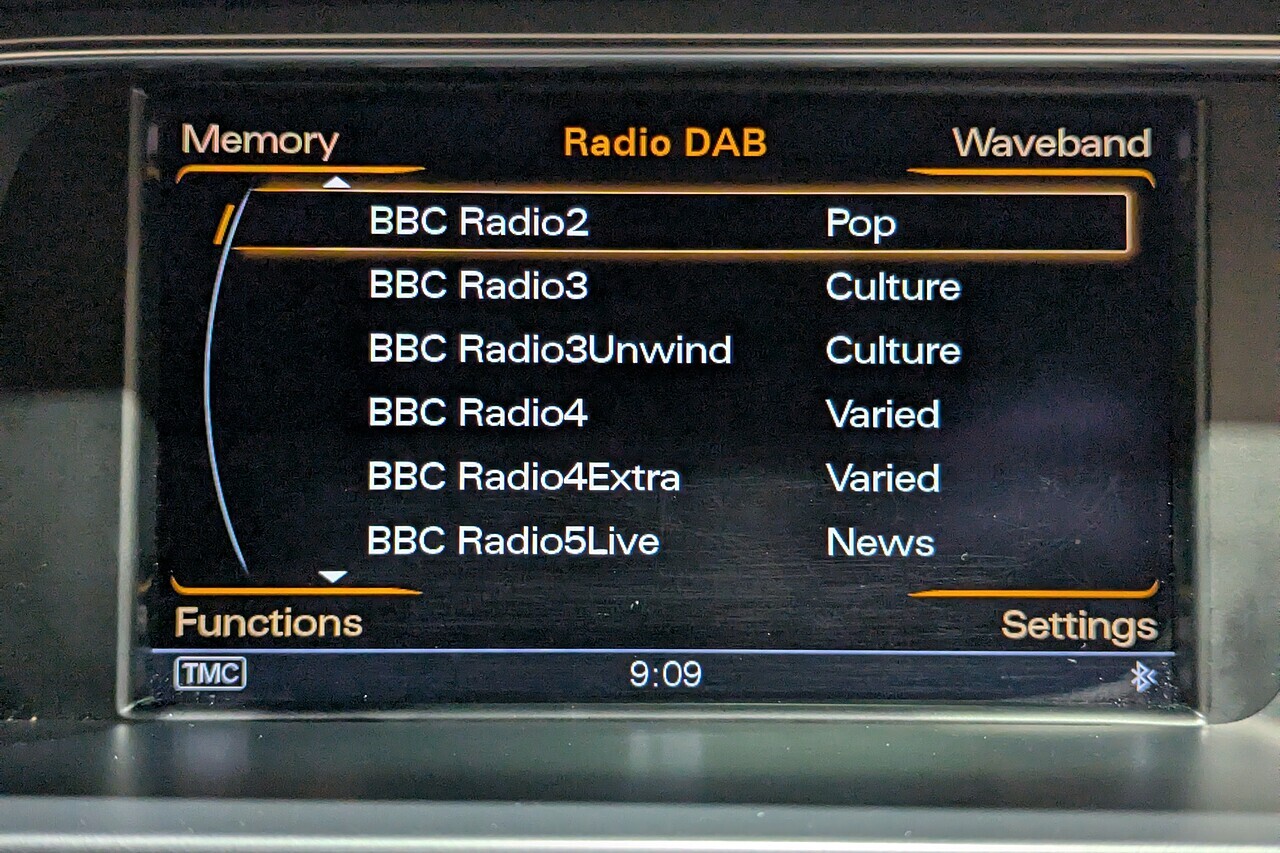 Memory Radio DAB Waveband
BBC Radio2 Pop
BBC Radio3 Culture
BBC Radio3Unwind Culture
BBC Radio4 Varied
BBC Radio4Extra Varied
BBC Radio5Live News
Functions Settings
TMC 9:09